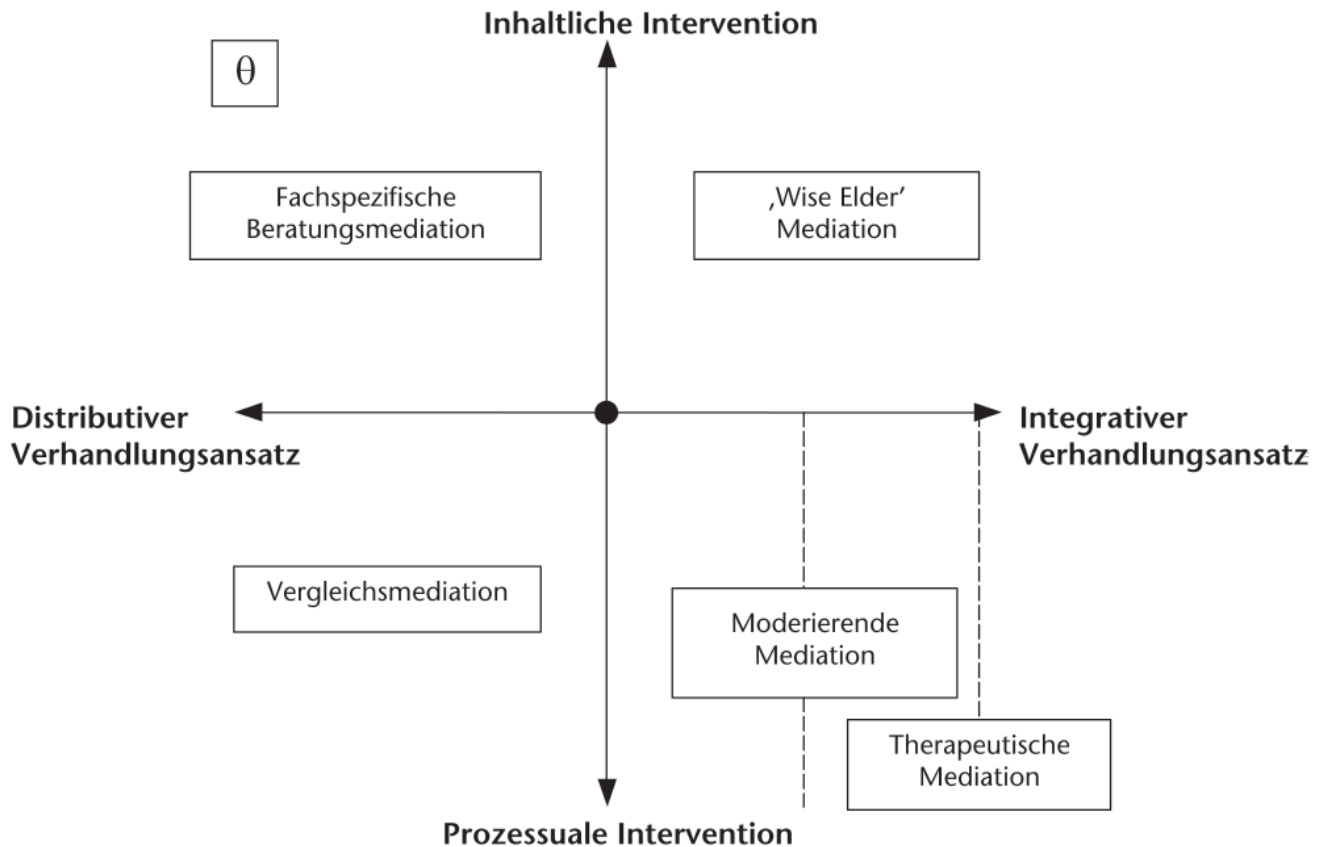 Inhaltliche Intervention
θ
Fachspezifische
Beratungsmediation
‚Wise Elder’
Mediation
Distributiver
Verhandlungsansatz
Integrativer
Verhandlungsansatz
Vergleichsmediation
Moderierende
Mediation
Therapeutische
Mediation
Prozessuale Intervention